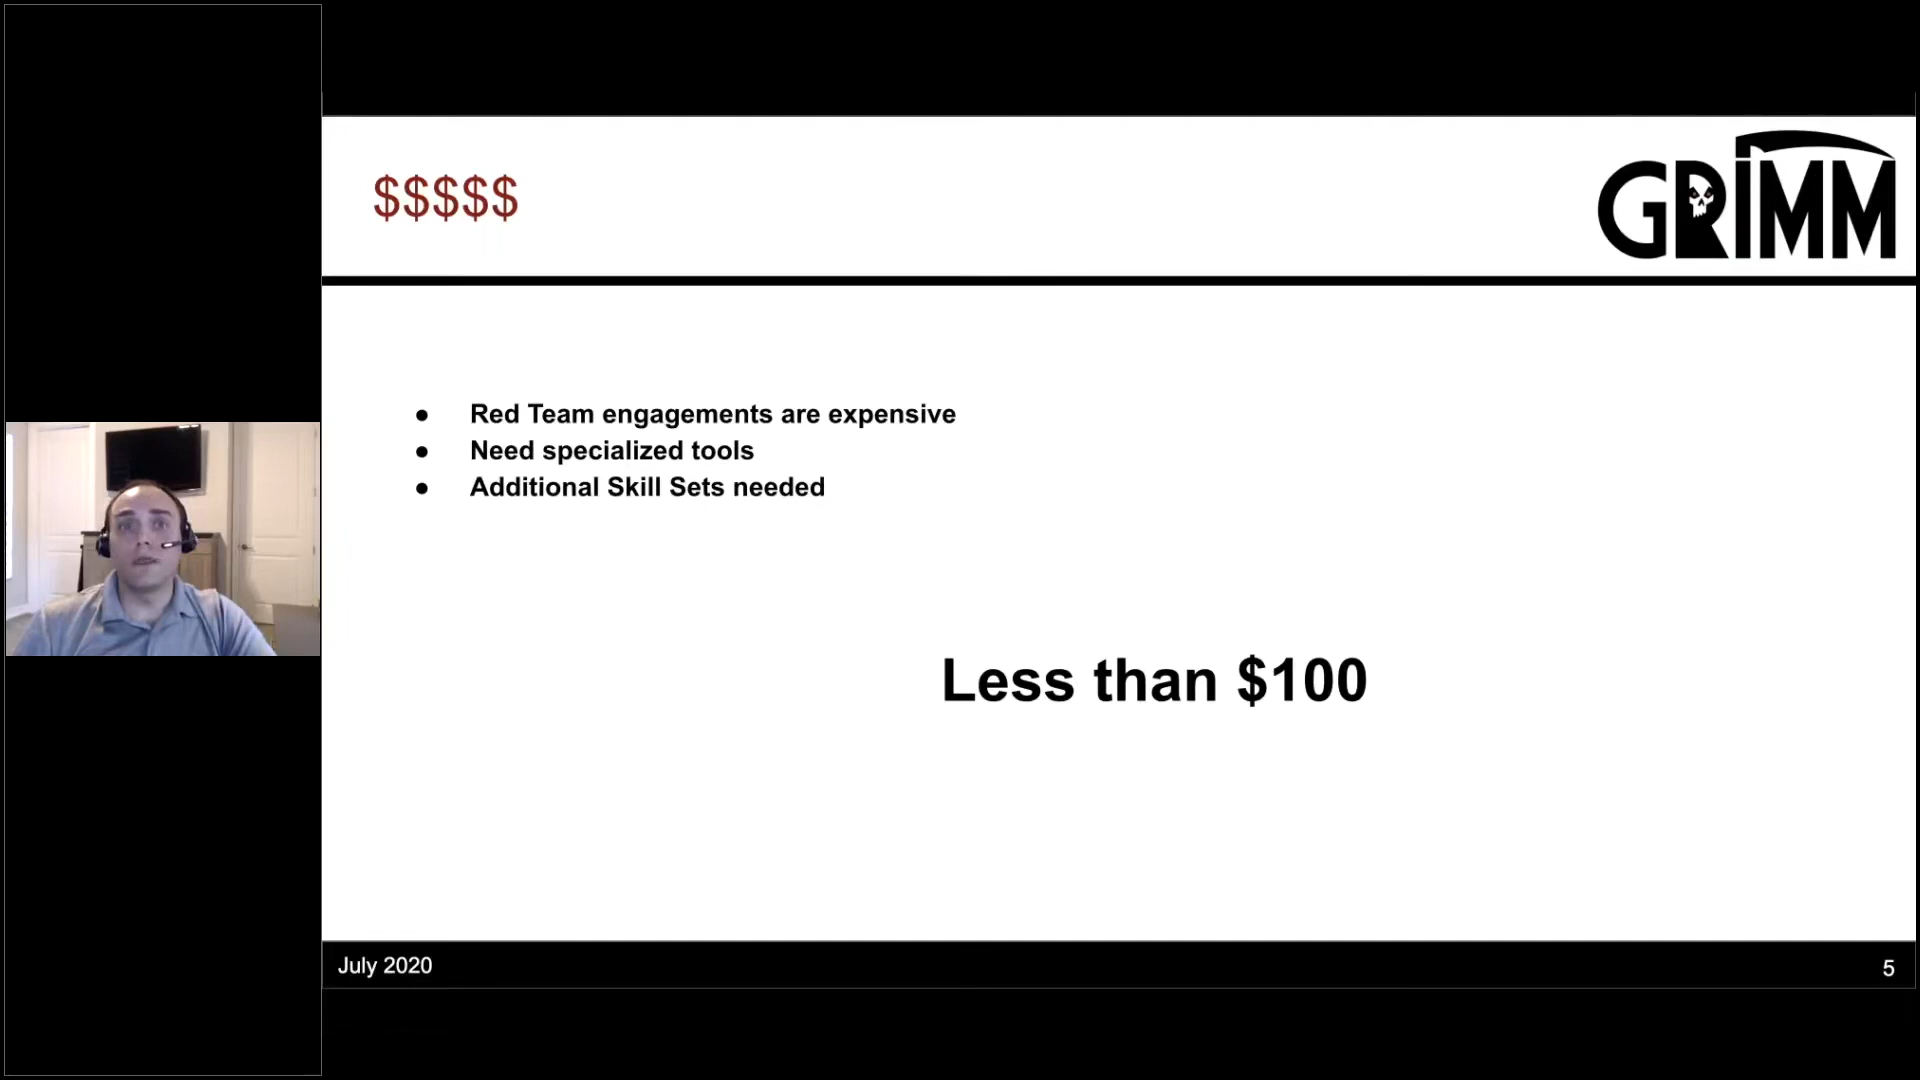 $$$$$
GRIMM
● Red Team engagements are expensive
● Need specialized tools
● Additional Skill Sets needed
Less than $100
July 2020
5